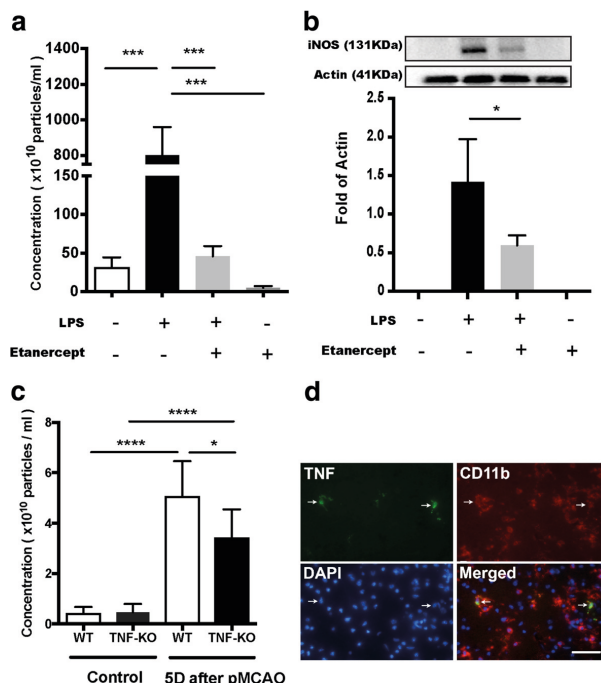 a
Concentration ( x10¹⁰ particles/ml)
1400
1200
1000
800
600
150
100
50
0
***
***
***
LPS - + + -
Etanercept - - + +
b
iNOS (131KDa)
Actin (41KDa)
Fold of Actin
2.5
2.0
1.5
1.0
0.5
0.0
*
LPS - + + -
Etanercept - - + +
c
Concentration ( x10¹⁰ particles / ml )
8
6
4
2
0
****
****
*
WT TNF-KO WT TNF-KO
Control 5D after pMCAO
d
TNF
CD11b
DAPI
Merged